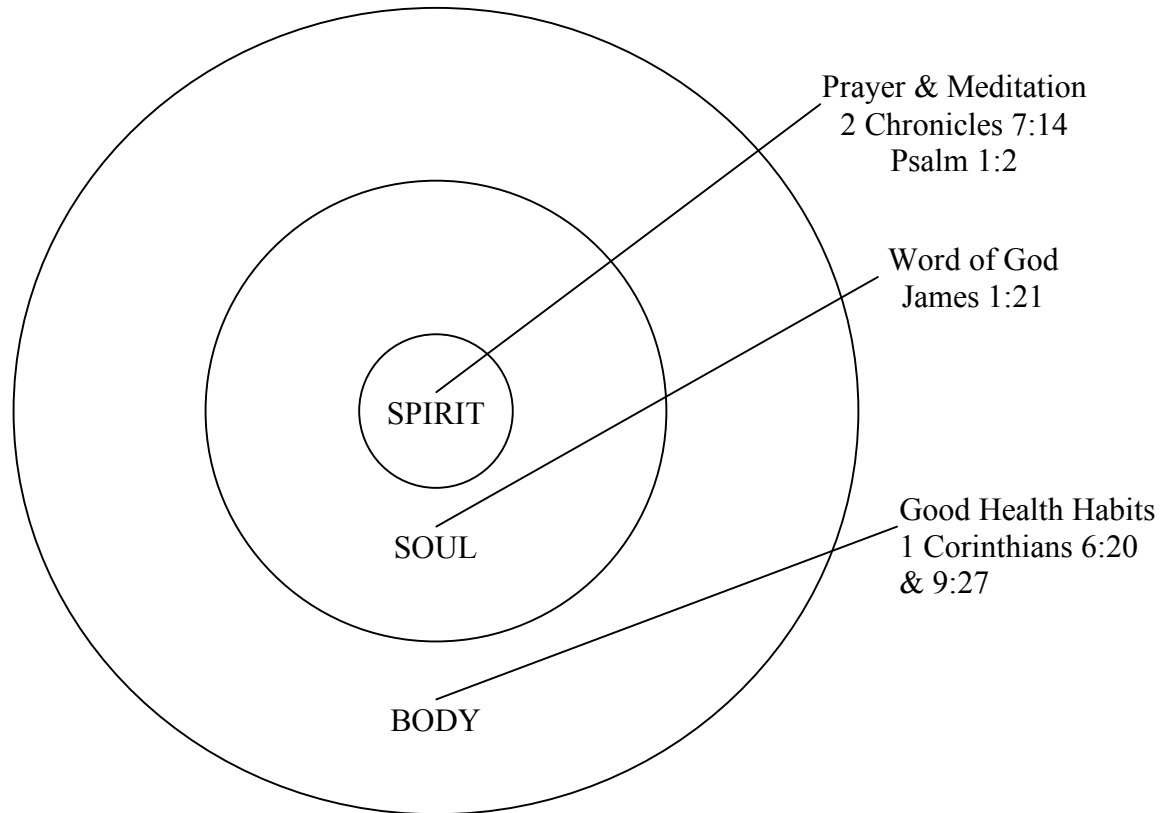 Prayer & Meditation
2 Chronicles 7:14
Psalm 1:2
Word of God
James 1:21
SPIRIT
Good Health Habits
1 Corinthians 6:20
& 9:27
SOUL
BODY